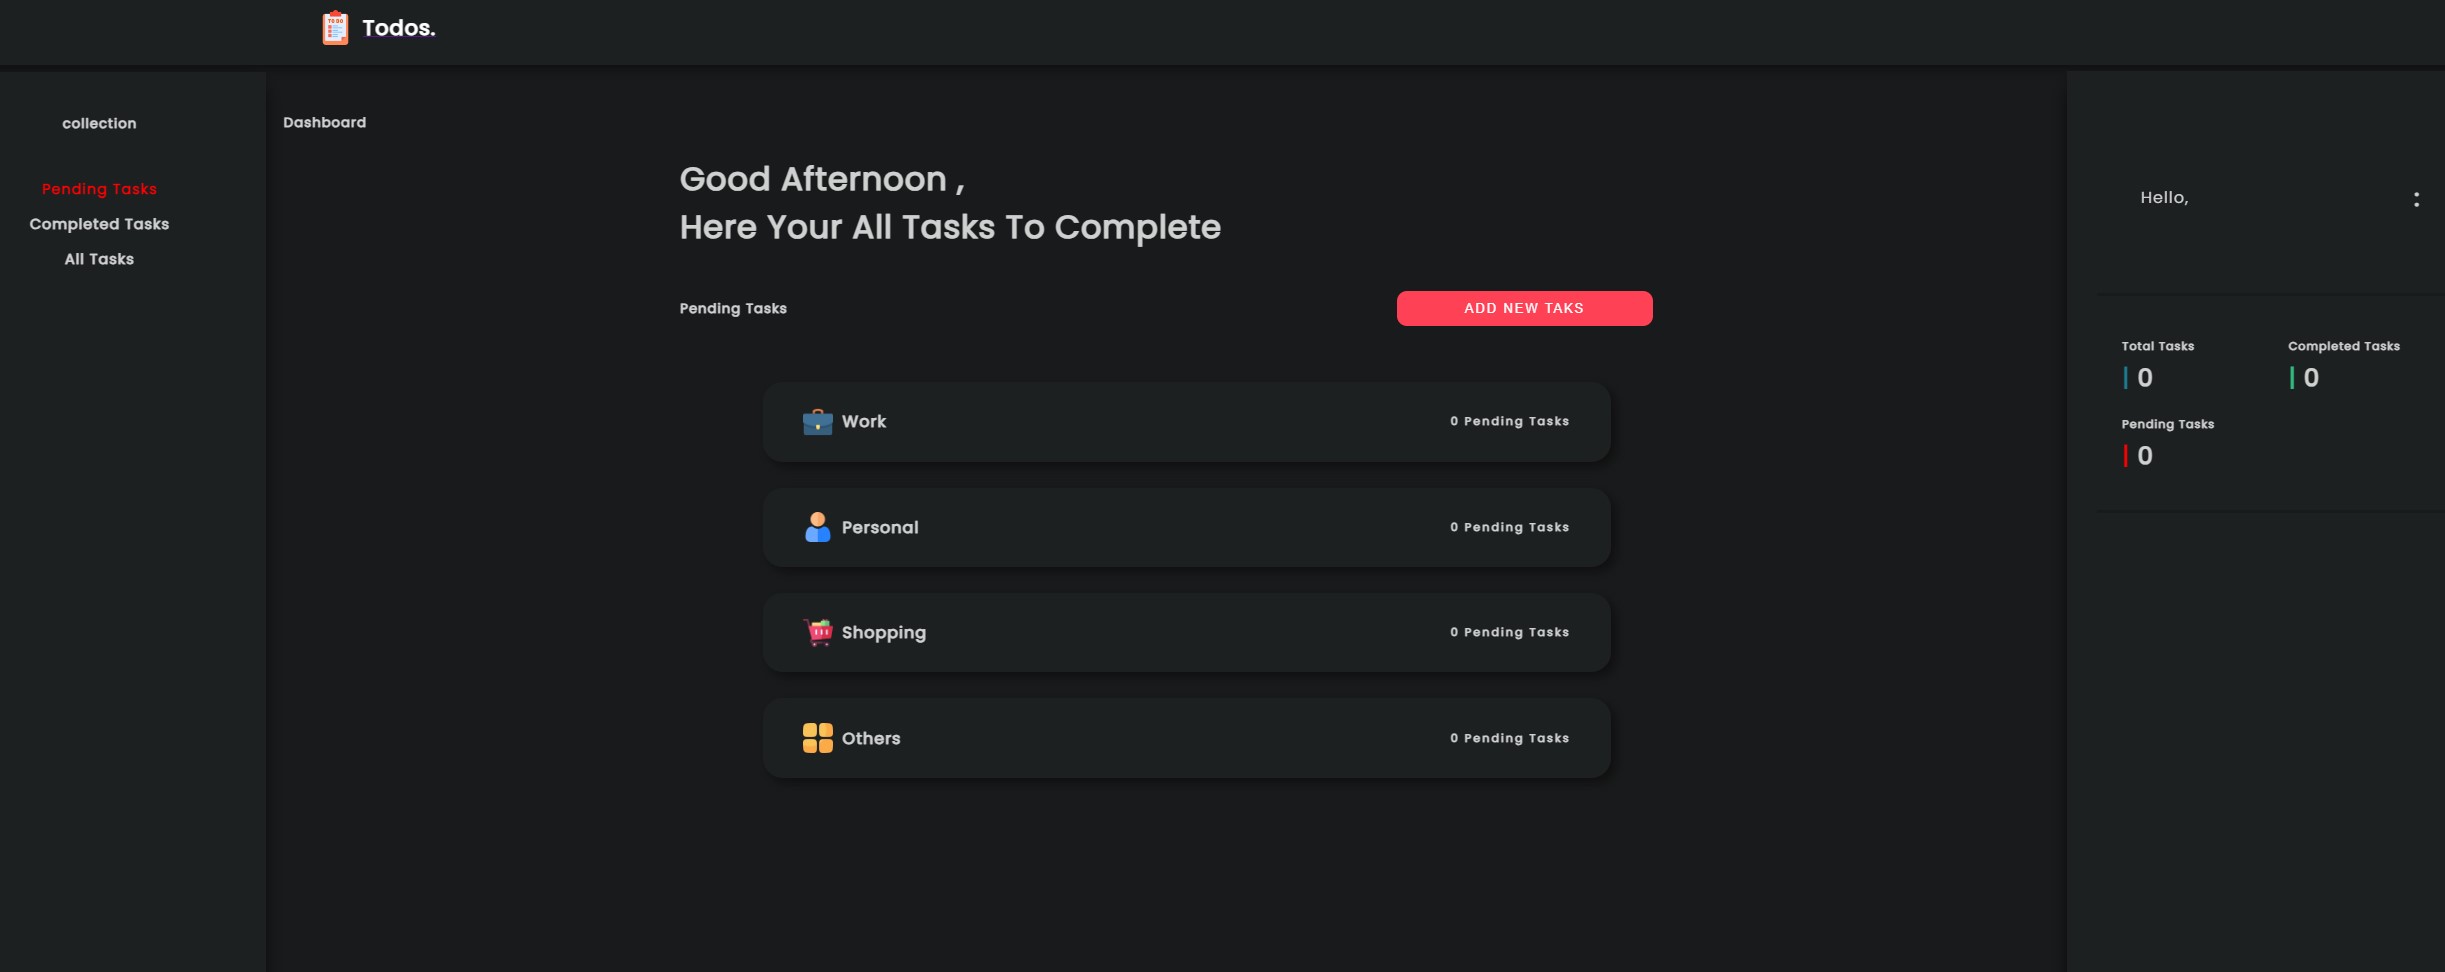 Todos.
collection
Pending Tasks
Completed Tasks
All Tasks
Dashboard
Good Afternoon ,
Here Your All Tasks To Complete
Pending Tasks
ADD NEW TAKS
Work
0 Pending Tasks
Personal
0 Pending Tasks
Shopping
0 Pending Tasks
Others
0 Pending Tasks
Hello,
Total Tasks
0
Completed Tasks
0
Pending Tasks
0